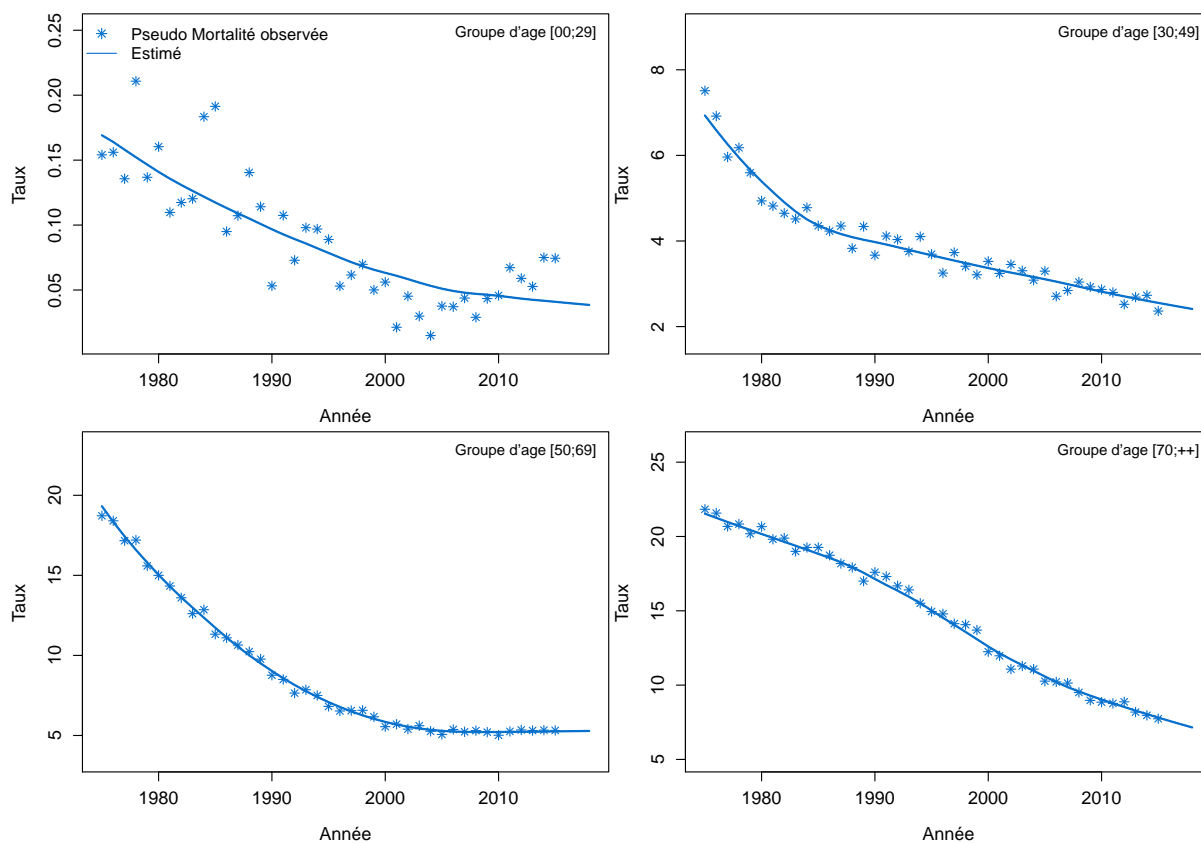 Groupe d'age [00;29]
✳ Pseudo Mortalité observée
— Estimé
Taux
0.25
0.20
0.15
0.10
0.05
1980 1990 2000 2010
Année
Groupe d'age [30;49]
Taux
8
6
4
2
1980 1990 2000 2010
Année
Groupe d'age [50;69]
Taux
20
15
10
5
1980 1990 2000 2010
Année
Groupe d'age [70;++]
Taux
25
20
15
10
5
1980 1990 2000 2010
Année